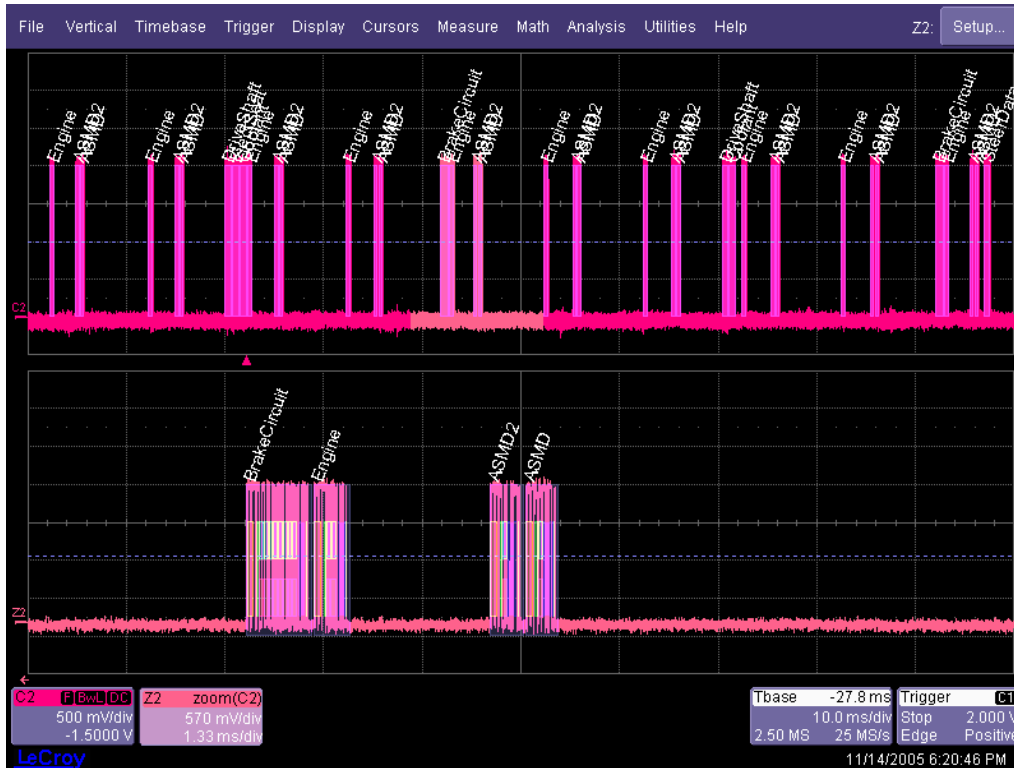 File Vertical Timebase Trigger Display Cursors Measure Math Analysis Utilities Help Z2: Setup...
Engine
ASMD2
Engine
ASMD2
DriveShaft
Engine
ASMD2
Engine
ASMD2
BrakeCircuit
Engine
ASMD2
Engine
ASMD2
Engine
ASMD2
DriveShaft
Engine
ASMD2
Engine
ASMD2
BrakeCircuit
Engine
ASMD2
SteerData
C2
BrakeCircuit
Engine
ASMD2
ASMD
Z2
C2 F BwL DC
500 mV/div
-1.5000 V
Z2 zoom(C2)
570 mV/div
1.33 ms/div
Tbase -27.8 ms
10.0 ms/div
2.50 MS 25 MS/s
Trigger C1
Stop 2.000 V
Edge Positive
LeCroy
11/14/2005 6:20:46 PM